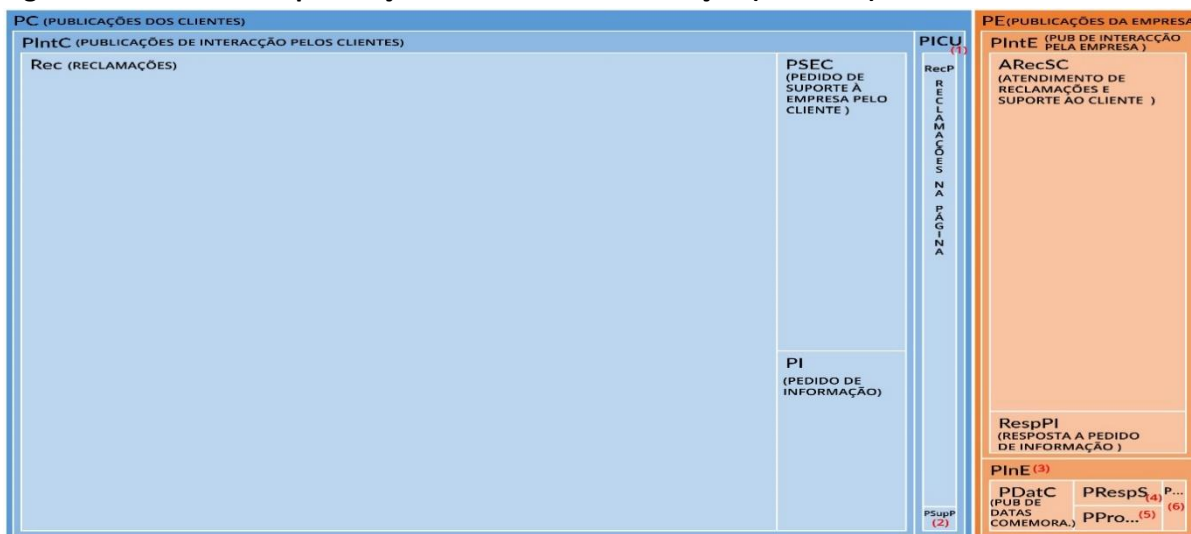 PC (PUBLICAÇÕES DOS CLIENTES)
PIntC (PUBLICAÇÕES DE INTERACÇÃO PELOS CLIENTES)
Rec (RECLAMAÇÕES)
PSEC
(PEDIDO DE
SUPORTE À
EMPRESA PELO
CLIENTE )
PI
(PEDIDO DE
INFORMAÇÃO)
PICU
(1)
RecP
RECLAMAÇÕES NA PÁGINA
PSupP
(2)
PE(PUBLICAÇÕES DA EMPRESA
PIntE (PUB DE INTERACÇÃO
PELA EMPRESA )
ARecSC
(ATENDIMENTO DE
RECLAMAÇÕES E
SUPORTE AO CLIENTE )
RespPI
(RESPOSTA A PEDIDO
DE INFORMAÇÃO )
PInE (3)
PDatC
(PUB DE
DATAS
COMEMORA.)
PRespS (4)
PPro... (5)
P...
(6)